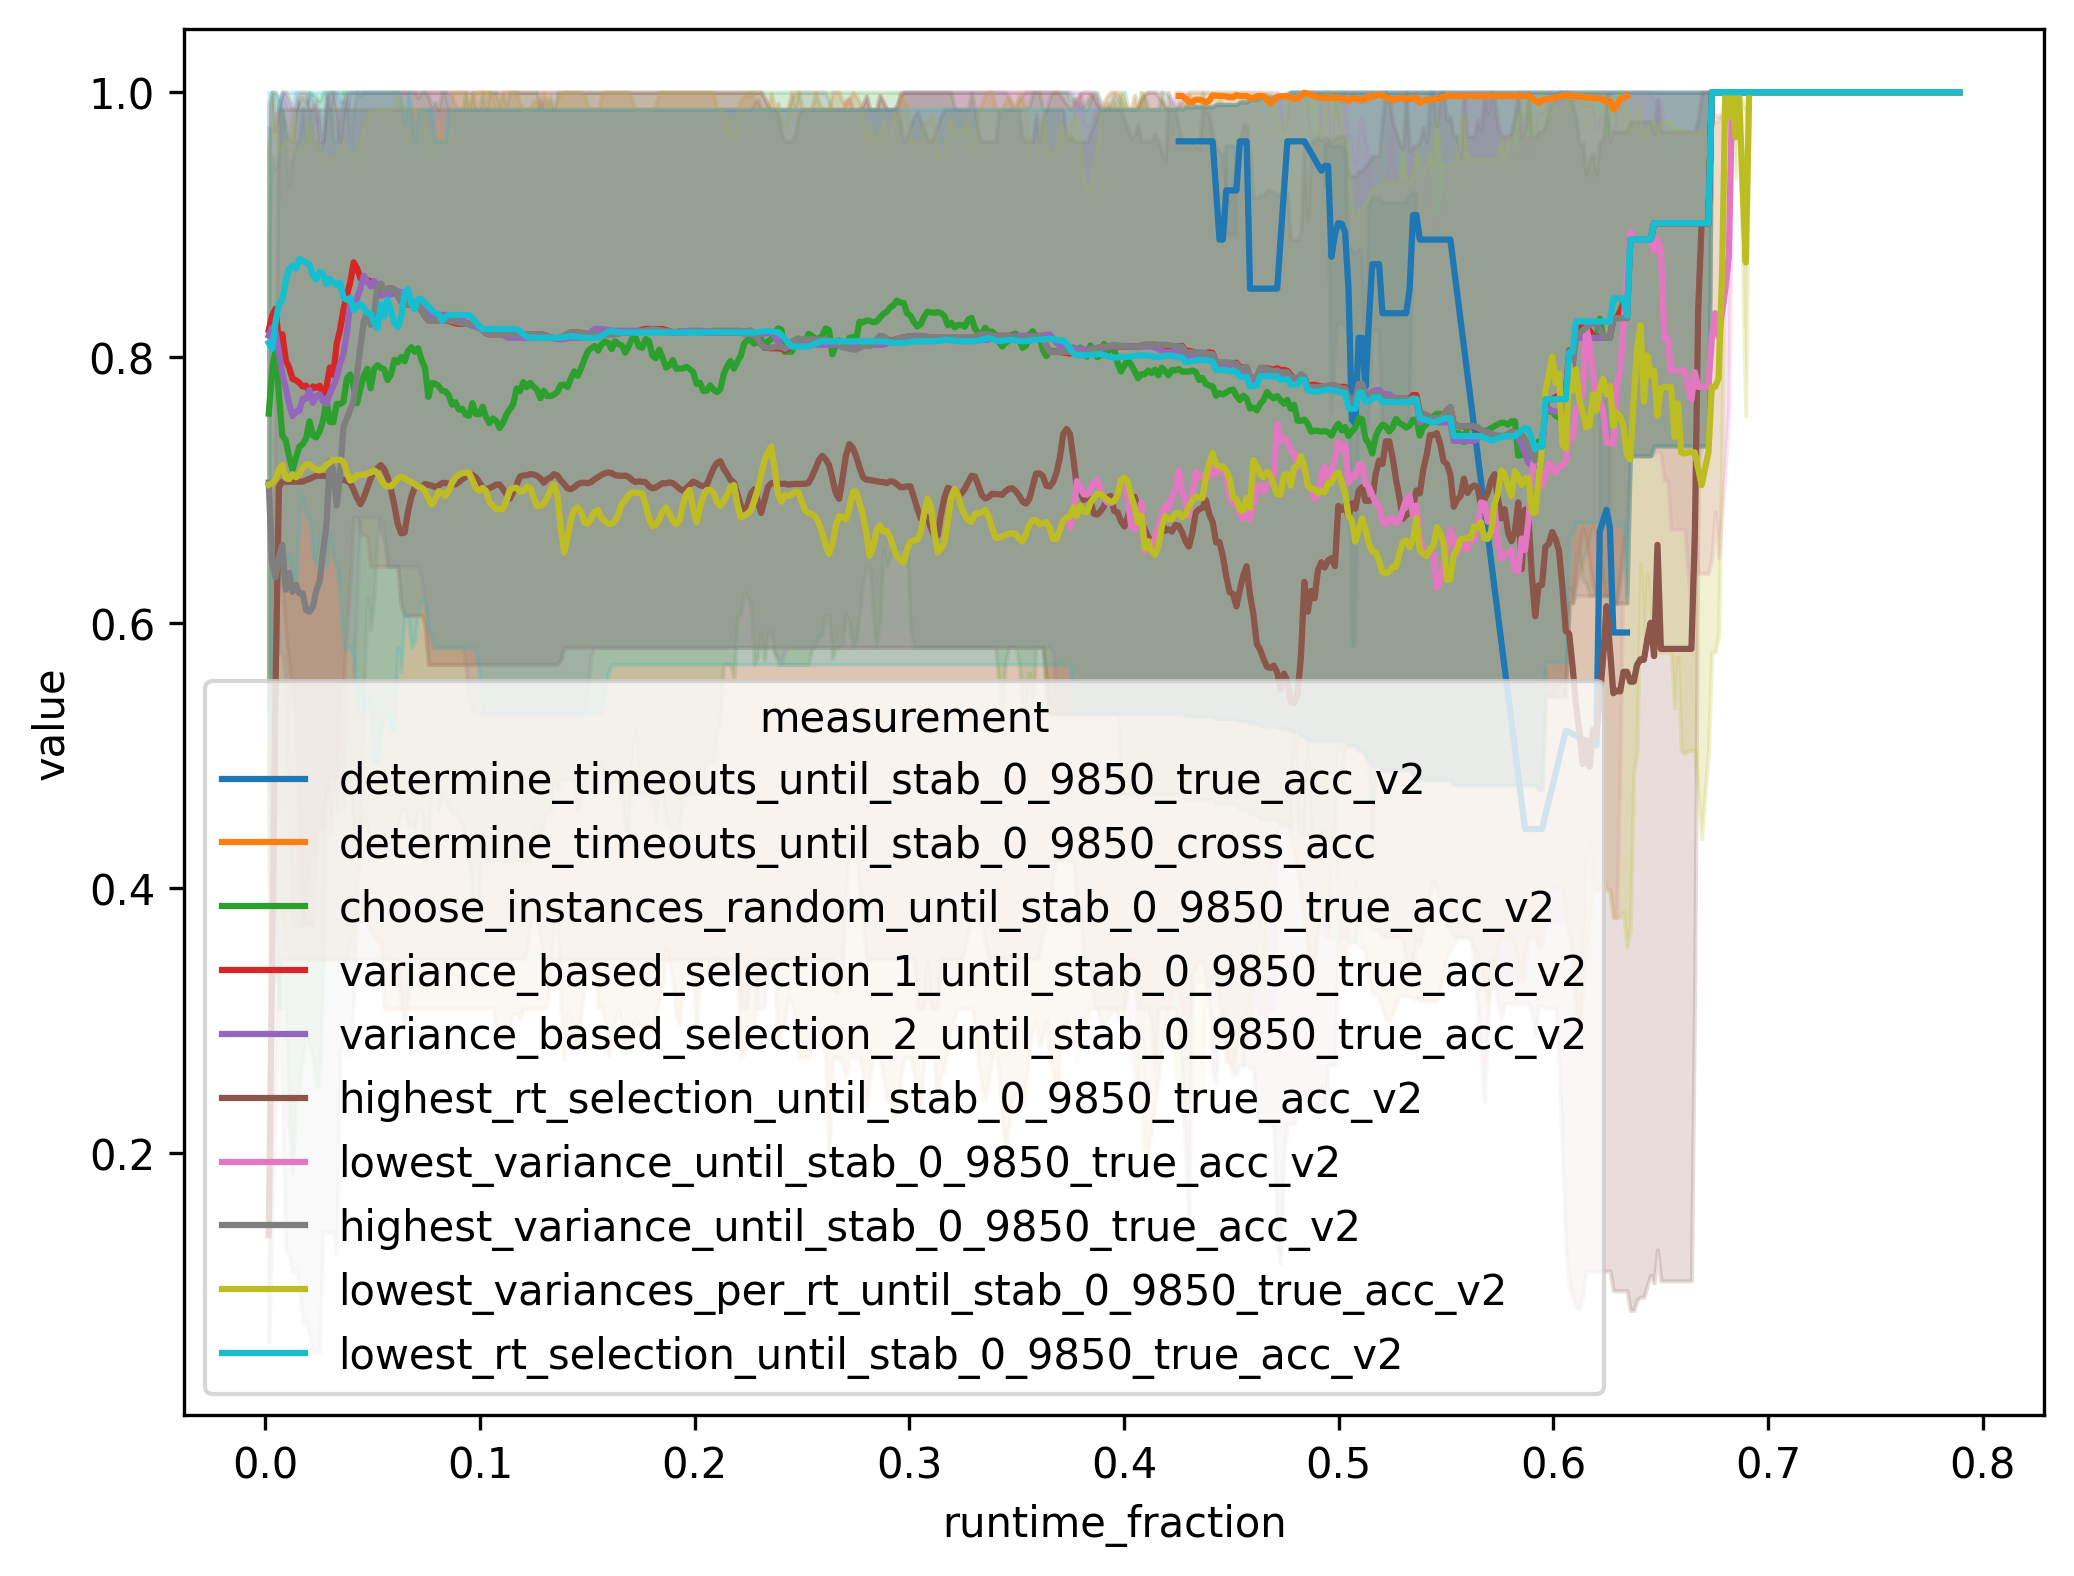 1.0
0.8
0.6
0.4
0.2
value
measurement
determine_timeouts_until_stab_0_9850_true_acc_v2
determine_timeouts_until_stab_0_9850_cross_acc
choose_instances_random_until_stab_0_9850_true_acc_v2
variance_based_selection_1_until_stab_0_9850_true_acc_v2
variance_based_selection_2_until_stab_0_9850_true_acc_v2
highest_rt_selection_until_stab_0_9850_true_acc_v2
lowest_variance_until_stab_0_9850_true_acc_v2
highest_variance_until_stab_0_9850_true_acc_v2
lowest_variances_per_rt_until_stab_0_9850_true_acc_v2
lowest_rt_selection_until_stab_0_9850_true_acc_v2
0.0 0.1 0.2 0.3 0.4 0.5 0.6 0.7 0.8
runtime_fraction